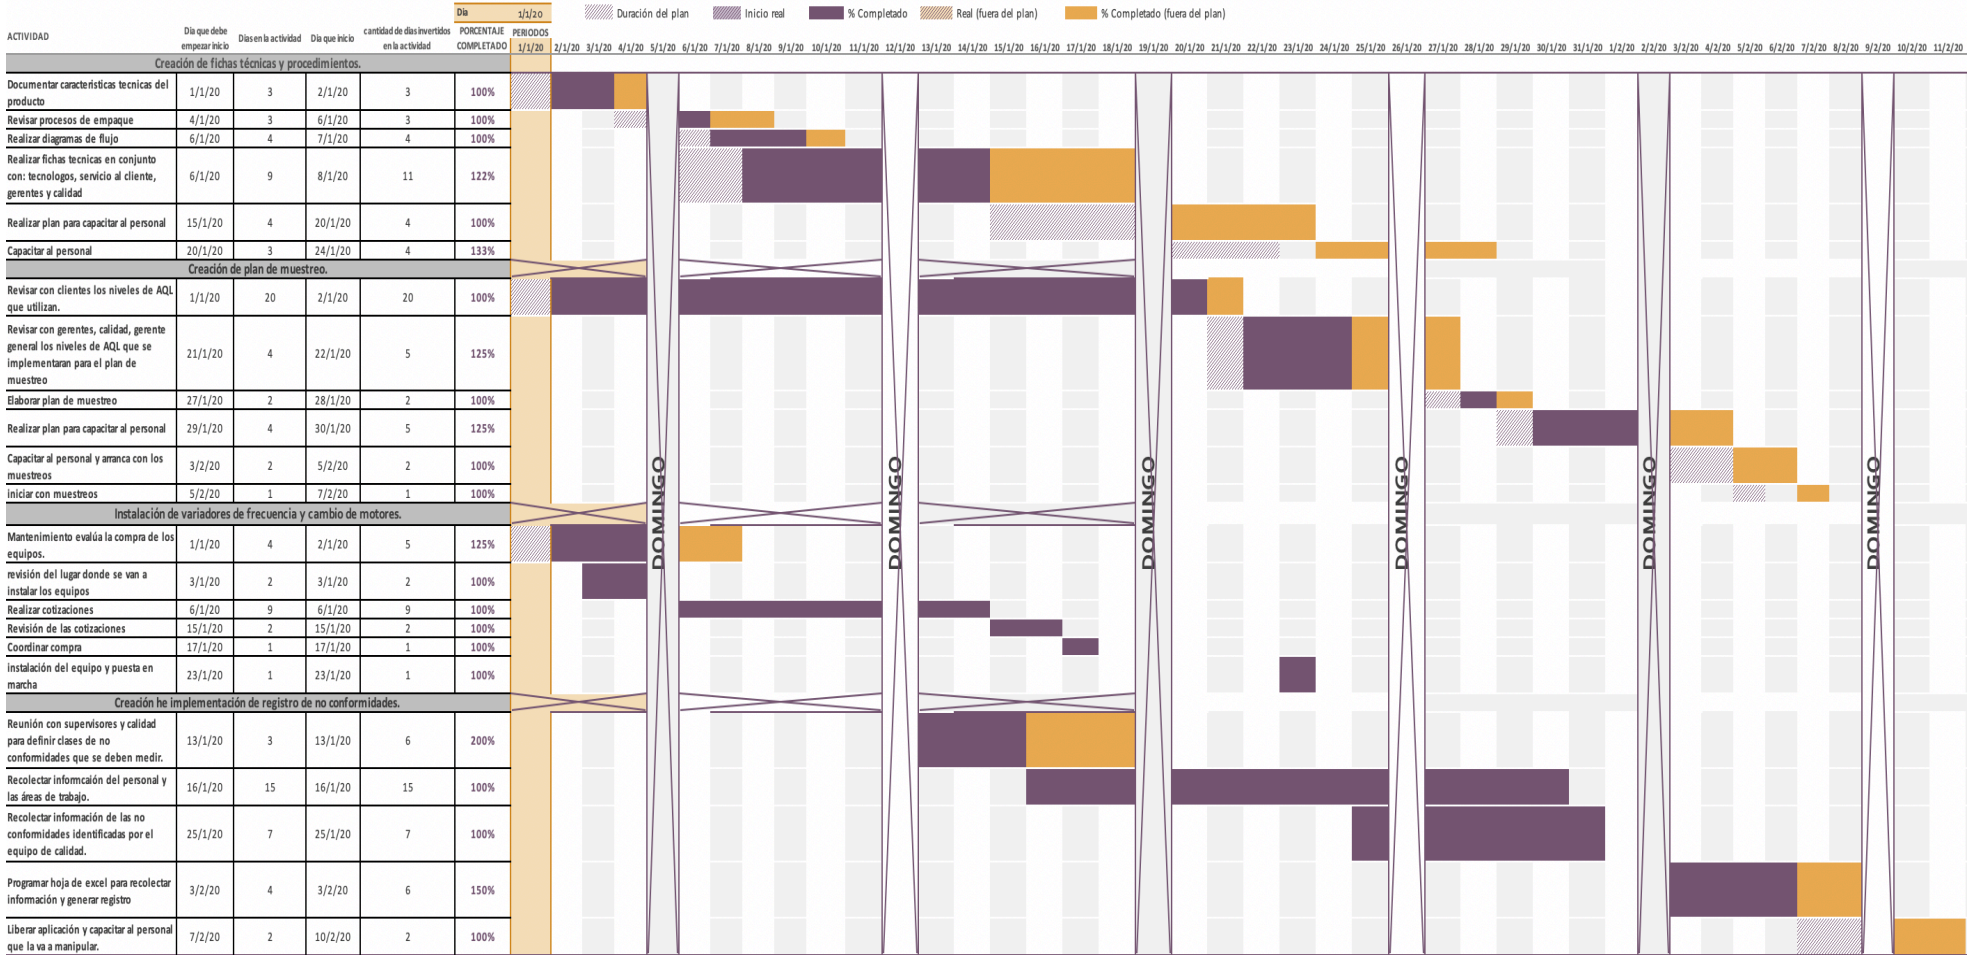 Dia 1/1/20 Duración del plan Inicio real % Completado Real (fuera del plan) % Completado (fuera del plan)
ACTIVIDAD Dia que debe empezar inicio Dias en la actividad Dia que inicio cantidad de dias invertidos en la actividad PORCENTAJE COMPLETADO PERIODOS
1/1/20 2/1/20 3/1/20 4/1/20 5/1/20 6/1/20 7/1/20 8/1/20 9/1/20 10/1/20 11/1/20 12/1/20 13/1/20 14/1/20 15/1/20 16/1/20 17/1/20 18/1/20 19/1/20 20/1/20 21/1/20 22/1/20 23/1/20 24/1/20 25/1/20 26/1/20 27/1/20 28/1/20 29/1/20 30/1/20 31/1/20 1/2/20 2/2/20 3/2/20 4/2/20 5/2/20 6/2/20 7/2/20 8/2/20 9/2/20 10/2/20 11/2/20
Creación de fichas técnicas y procedimientos.
Documentar caracteristicas tecnicas del
producto
1/1/20 3 2/1/20 3 100%
Revisar procesos de empaque 4/1/20 3 6/1/20 3 100%
Realizar diagramas de flujo 6/1/20 4 7/1/20 4 100%
Realizar fichas tecnicas en conjunto
con: tecnologos, servicio al cliente,
gerentes y calidad
6/1/20 9 8/1/20 11 122%
Realizar plan para capacitar al personal 15/1/20 4 20/1/20 4 100%
Capacitar al personal 20/1/20 3 24/1/20 4 133%
Creación de plan de muestreo.
Revisar con clientes los niveles de AQL
que utilizan.
1/1/20 20 2/1/20 20 100%
Revisar con gerentes, calidad, gerente
general los niveles de AQL que se
implementaran para el plan de
muestreo
21/1/20 4 22/1/20 5 125%
Elaborar plan de muestreo 27/1/20 2 28/1/20 2 100%
Realizar plan para capacitar al personal 29/1/20 4 30/1/20 5 125%
Capacitar al personal y arranca con los
muestreos
3/2/20 2 5/2/20 2 100%
iniciar con muestreos 5/2/20 1 7/2/20 1 100%
DOMINGO DOMINGO DOMINGO DOMINGO DOMINGO DOMINGO
Instalación de variadores de frecuencia y cambio de motores.
Mantenimiento evalúa la compra de los
equipos.
1/1/20 4 2/1/20 5 125%
revisión del lugar donde se van a
instalar los equipos
3/1/20 2 3/1/20 2 100%
Realizar cotizaciones 6/1/20 9 6/1/20 9 100%
Revisión de las cotizaciones 15/1/20 2 15/1/20 2 100%
Coordinar compra 17/1/20 1 17/1/20 1 100%
instalación del equipo y puesta en
marcha
23/1/20 1 23/1/20 1 100%
Creación he implementación de registro de no conformidades.
Reunión con supervisores y calidad
para definir clases de no
conformidades que se deben medir.
13/1/20 3 13/1/20 6 200%
Recolectar informcaión del personal y
las áreas de trabajo.
16/1/20 15 16/1/20 15 100%
Recolectar información de las no
conformidades identificadas por el
equipo de calidad.
25/1/20 7 25/1/20 7 100%
Programar hoja de excel para recolectar
información y generar registro
3/2/20 4 3/2/20 6 150%
Liberar aplicación y capacitar al personal
que la va a manipular.
7/2/20 2 10/2/20 2 100%